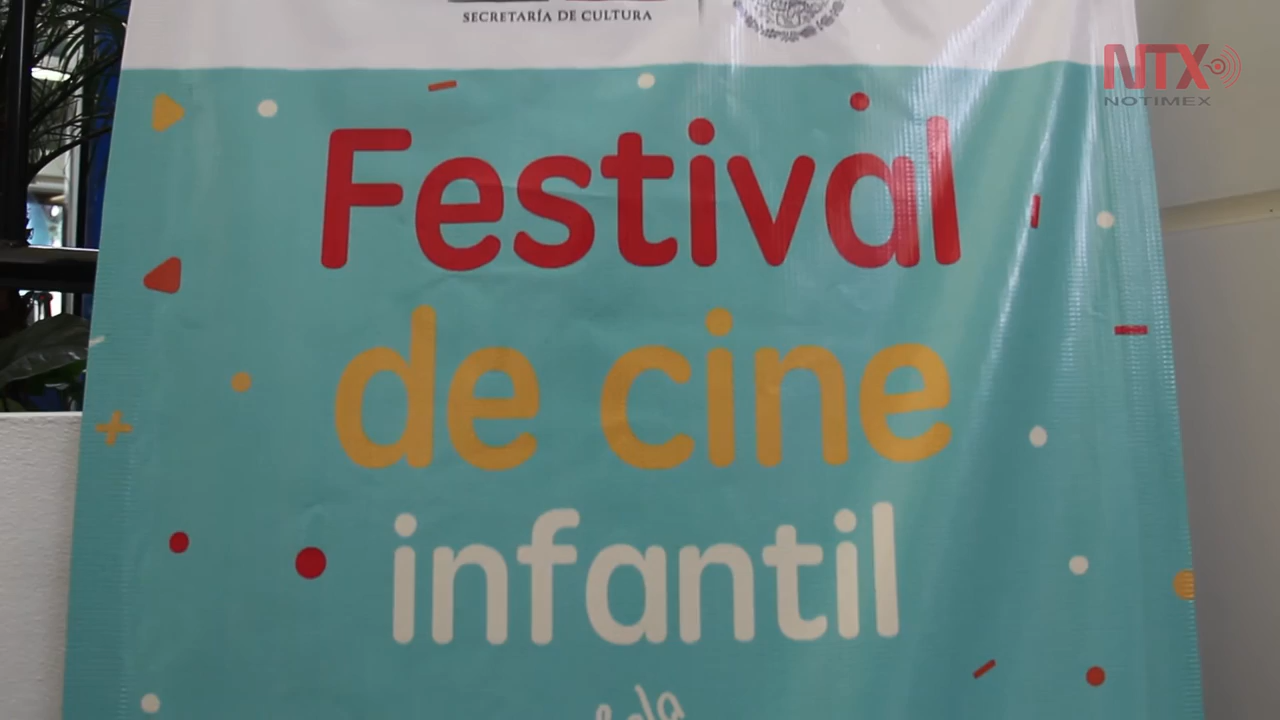 SECRETARÍA DE CULTURA
NTX
NOTIMEX
Festival
de cine
infantil